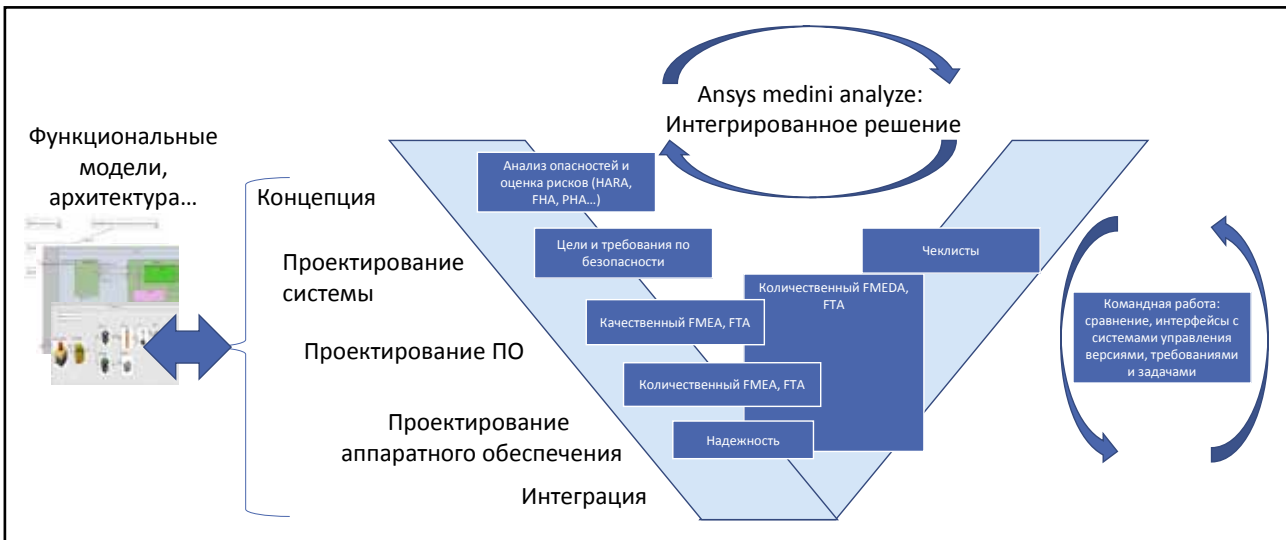 Ansys medini analyze:
Интегрированное решение
Функциональные
модели,
архитектура...
Концепция
Анализ опасностей и
оценка рисков (HARA,
FHA, PHA...)
Цели и требования по
безопасности
Чеклисты
Проектирование
системы
Количественный FMEDA,
FTA
Качественный FMEA, FTA
Командная работа:
сравнение, интерфейсы с
системами управления
версиями, требованиями
и задачами
Проектирование ПО
Количественный FMEA, FTA
Проектирование
аппаратного обеспечения
Надежность
Интеграция